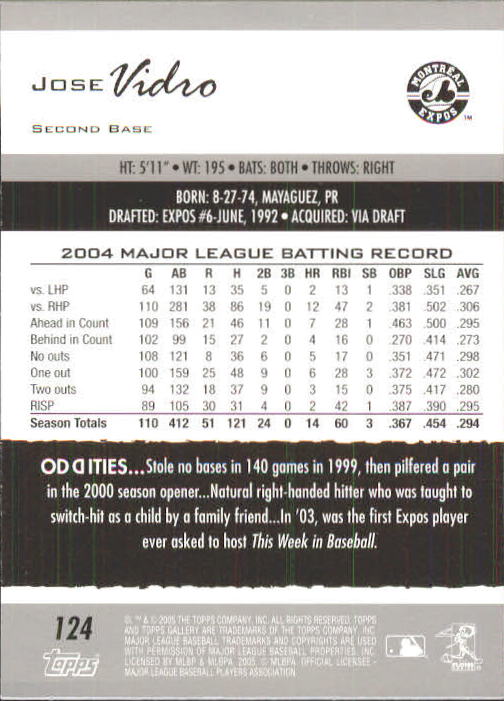 JOSE Vidro
MONTREAL
EXPOS
TM
SECOND BASE
HT: 5'11" • WT: 195 • BATS: BOTH • THROWS: RIGHT
BORN: 8-27-74, MAYAGUEZ, PR
DRAFTED: EXPOS #6-JUNE, 1992 • ACQUIRED: VIA DRAFT
2004 MAJOR LEAGUE BATTING RECORD
G AB R H 2B 3B HR RBI SB OBP SLG AVG
vs. LHP 64 131 13 35 5 0 2 13 1 .338 .351 .267
vs. RHP 110 281 38 86 19 0 12 47 2 .381 .502 .306
Ahead in Count 109 156 21 46 11 0 7 28 1 .463 .500 .295
Behind in Count 102 99 15 27 2 0 4 16 0 .270 .414 .273
No outs 108 121 8 36 6 0 5 17 0 .351 .471 .298
One out 100 159 25 48 9 0 6 28 3 .372 .472 .302
Two outs 94 132 18 37 9 0 3 15 0 .375 .417 .280
RISP 89 105 30 31 4 0 2 42 1 .387 .390 .295
Season Totals 110 412 51 121 24 0 14 60 3 .367 .454 .294
ODDITIES...Stole no bases in 140 games in 1999, then pilfered a pair
in the 2000 season opener...Natural right-handed hitter who was taught to
switch-hit as a child by a family friend...In '03, was the first Expos player
ever asked to host This Week in Baseball.
124
topps
®, ™ & © 2005 THE TOPPS COMPANY, INC. ALL RIGHTS RESERVED. TOPPS
AND TOPPS GALLERY ARE TRADEMARKS OF THE TOPPS COMPANY, INC.
MAJOR LEAGUE BASEBALL TRADEMARKS AND COPYRIGHTS ARE USED
WITH PERMISSION OF MAJOR LEAGUE BASEBALL PROPERTIES, INC.
LICENSED BY MLBP & MLBPA, 2005. © MLBPA. OFFICIAL LICENSEE -
MAJOR LEAGUE BASEBALL PLAYERS ASSOCIATION